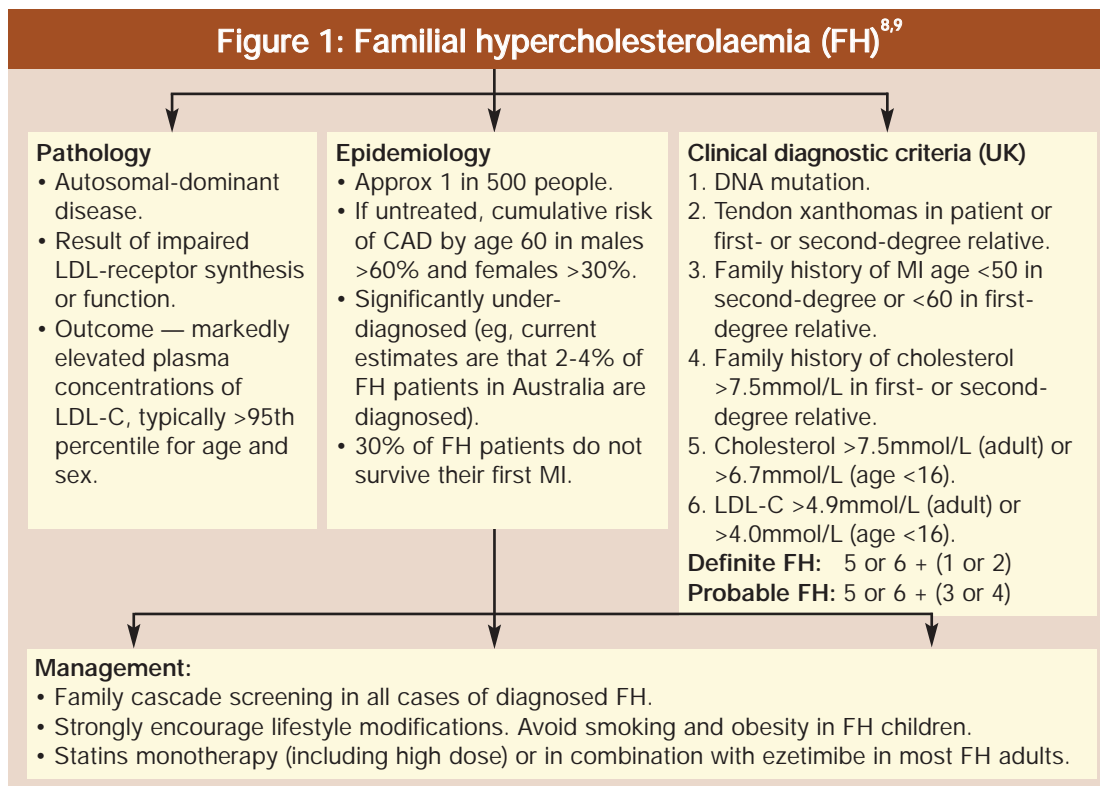 Figure 1: Familial hypercholesterolaemia (FH)8,9
Pathology
• Autosomal-dominant
disease.
• Result of impaired
LDL-receptor synthesis
or function.
• Outcome — markedly
elevated plasma
concentrations of
LDL-C, typically >95th
percentile for age and
sex.
Epidemiology
• Approx 1 in 500 people.
• If untreated, cumulative risk
of CAD by age 60 in males
>60% and females >30%.
• Significantly under-
diagnosed (eg, current
estimates are that 2-4% of
FH patients in Australia are
diagnosed).
• 30% of FH patients do not
survive their first MI.
Clinical diagnostic criteria (UK)
1. DNA mutation.
2. Tendon xanthomas in patient or
first- or second-degree relative.
3. Family history of MI age <50 in
second-degree or <60 in first-
degree relative.
4. Family history of cholesterol
>7.5mmol/L in first- or second-
degree relative.
5. Cholesterol >7.5mmol/L (adult) or
>6.7mmol/L (age <16).
6. LDL-C >4.9mmol/L (adult) or
>4.0mmol/L (age <16).
Definite FH: 5 or 6 + (1 or 2)
Probable FH: 5 or 6 + (3 or 4)
Management:
• Family cascade screening in all cases of diagnosed FH.
• Strongly encourage lifestyle modifications. Avoid smoking and obesity in FH children.
• Statins monotherapy (including high dose) or in combination with ezetimibe in most FH adults.